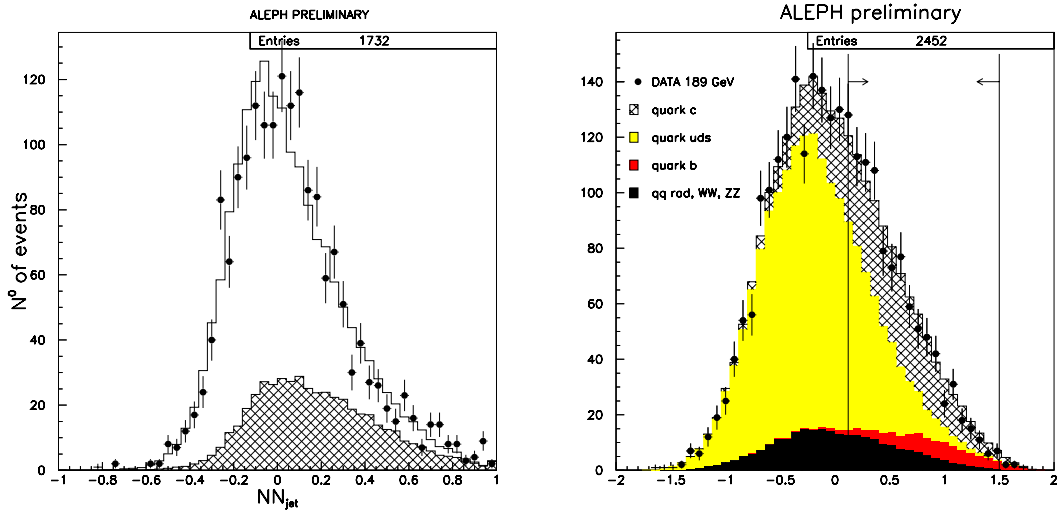 ALEPH PRELIMINARY
Entries 1732
N° of events
0
20
40
60
80
100
120
-1 -0.8 -0.6 -0.4 -0.2 0 0.2 0.4 0.6 0.8 1
NN_jet
ALEPH preliminary
Entries 2452
DATA 189 GeV
quark c
quark uds
quark b
qq rad, WW, ZZ
0
20
40
60
80
100
120
140
-2 -1.5 -1 -0.5 0 0.5 1 1.5 2